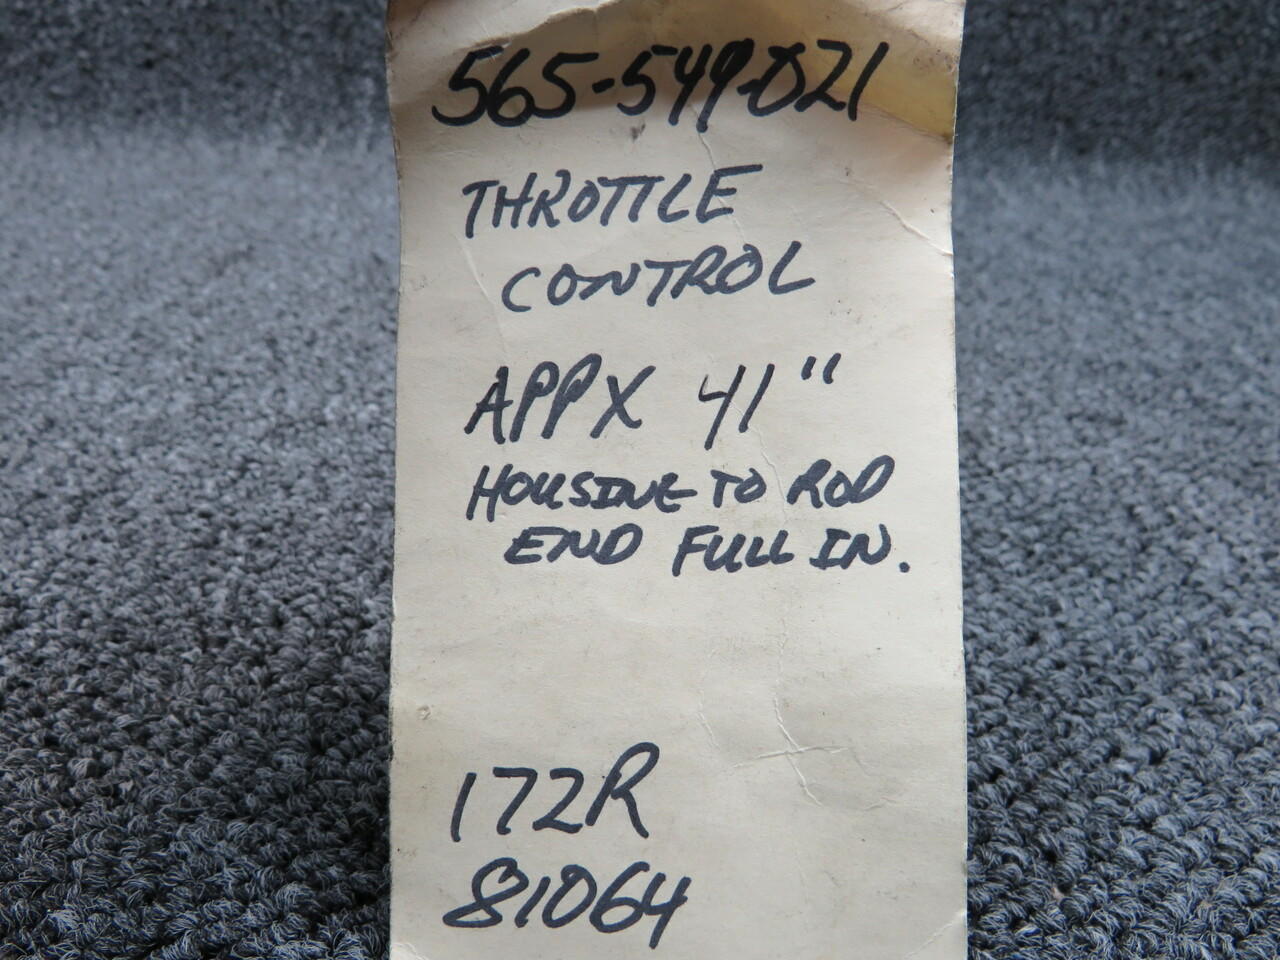 565-549-021
THROTTLE
CONTROL
APPX 41"
HOUSING TO ROD
END FULL IN.
172R
81064